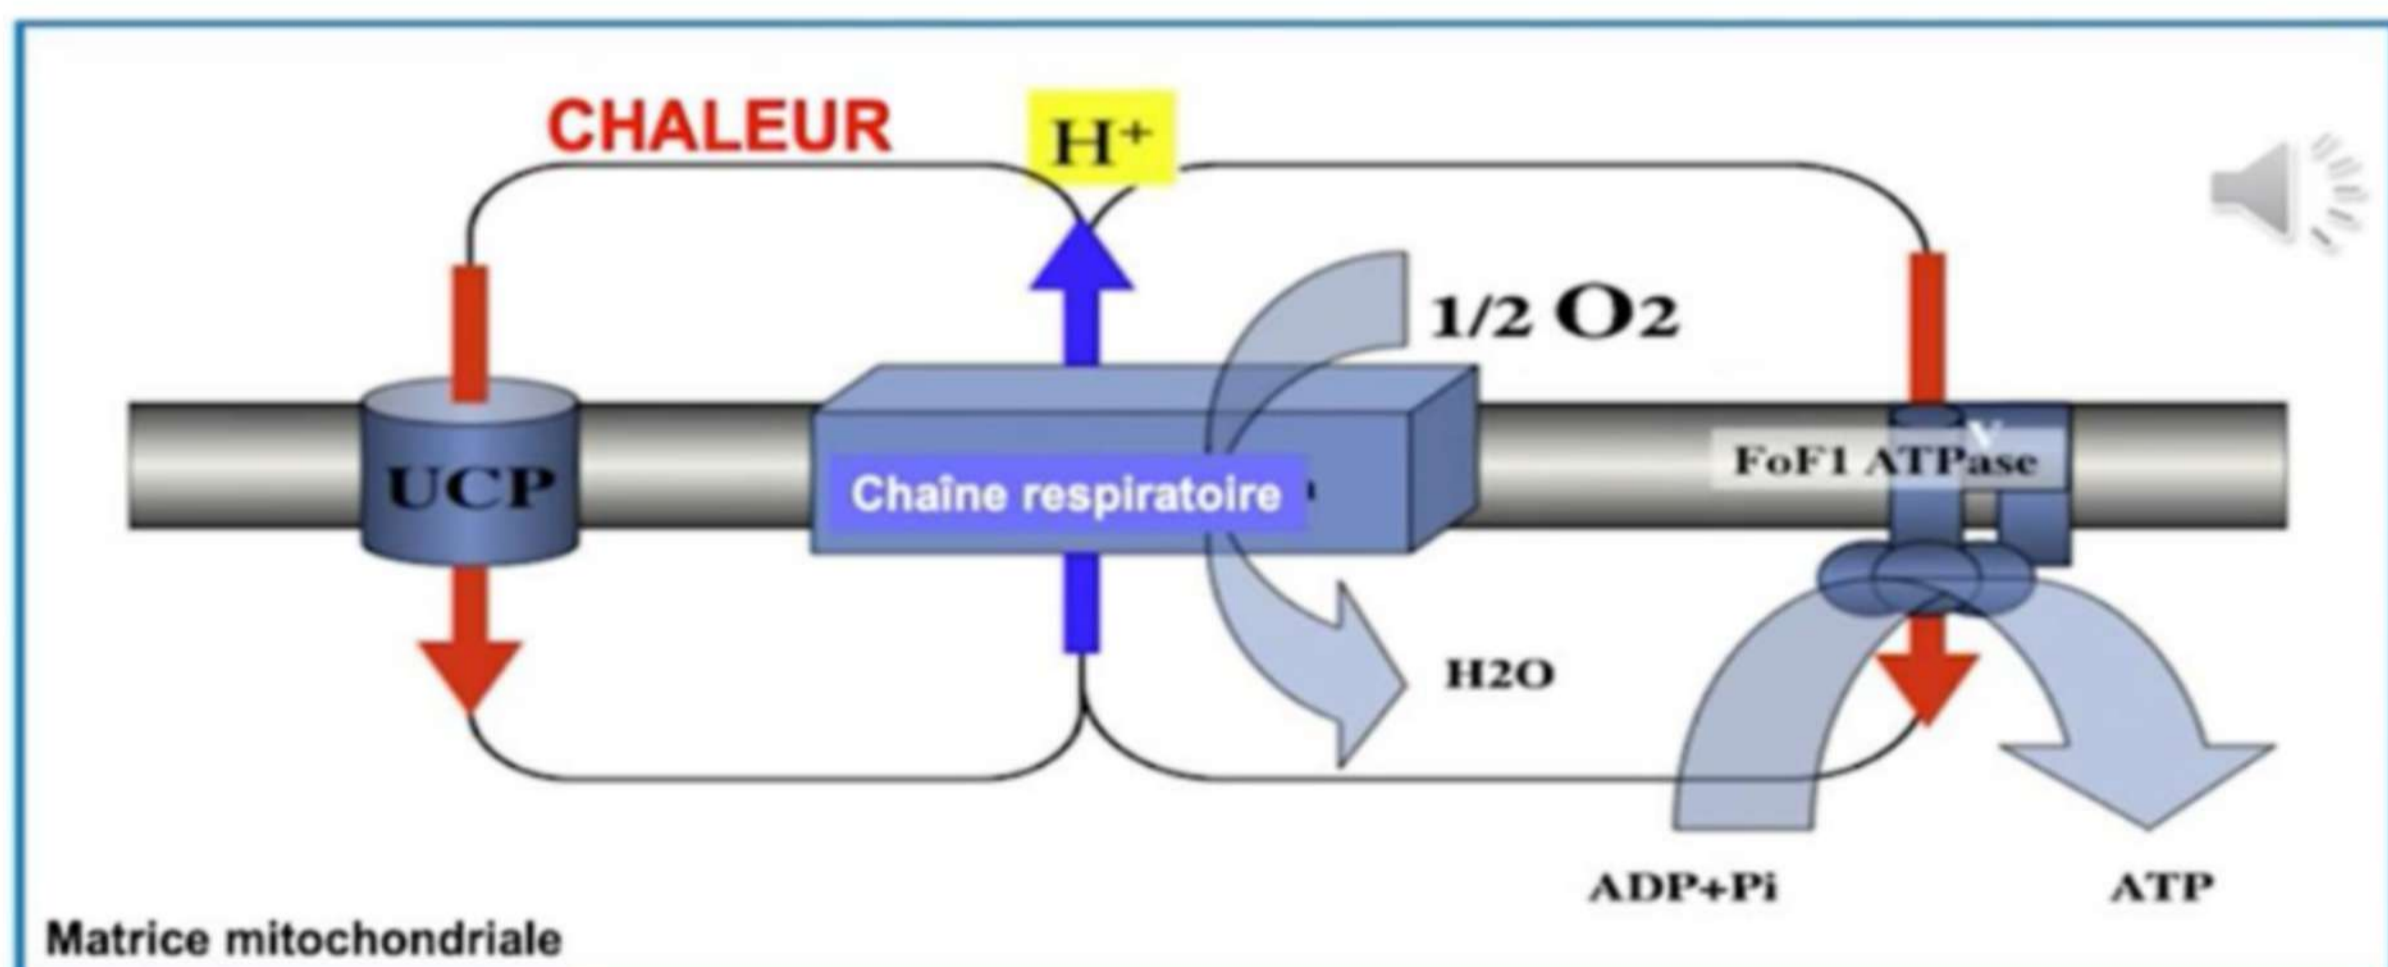 CHALEUR
H+
1/2 O2
UCP
Chaîne respiratoire
V
FoF1 ATPase
H2O
ADP+Pi
ATP
Matrice mitochondriale